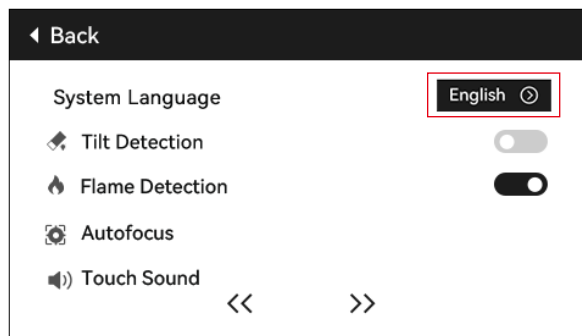 Back
System Language English
Tilt Detection
Flame Detection
Autofocus
Touch Sound